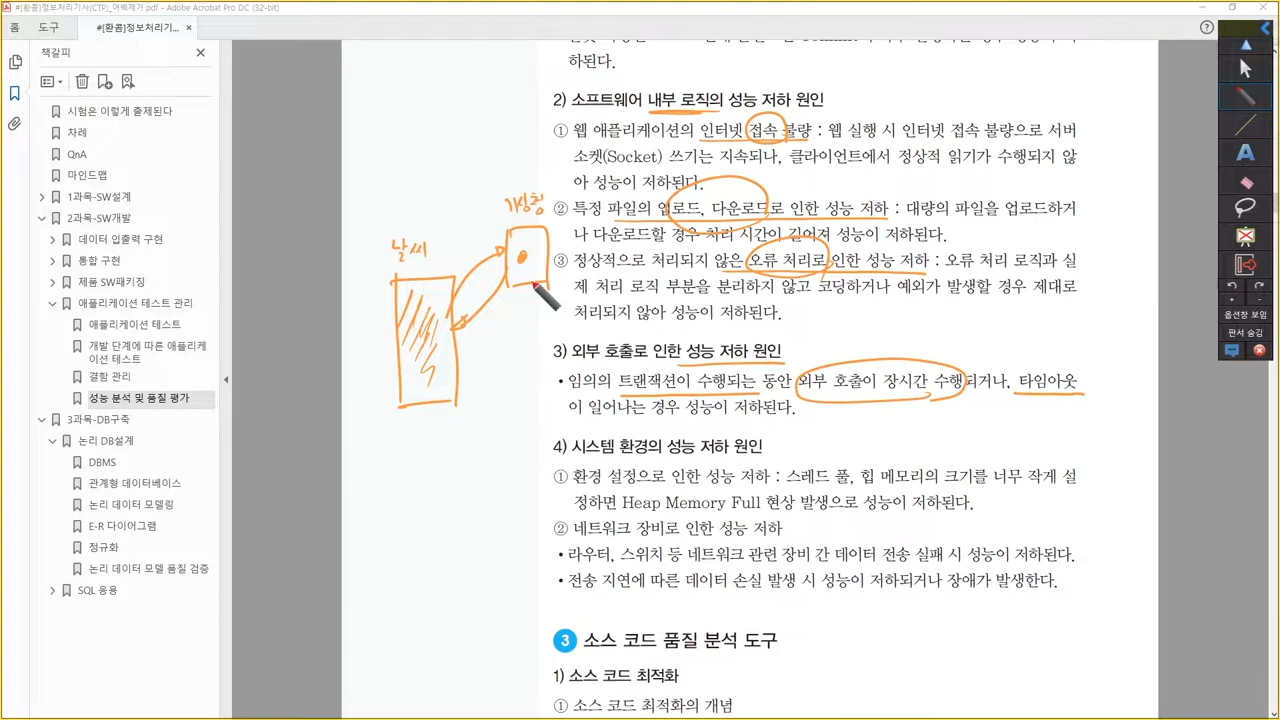 #[환콤]정보처리기사(CTP)_여백제거.pdf - Adobe Acrobat Pro DC (32-bit)
홈 도구 #[환콤]정보처리기... ×
책갈피
시험은 이렇게 출제된다
차례
QnA
마인드맵
1과목-SW설계
2과목-SW개발
데이터 입출력 구현
통합 구현
제품 SW패키징
애플리케이션 테스트 관리
애플리케이션 테스트
개발 단계에 따른 애플리케
이션 테스트
결함 관리
성능 분석 및 품질 평가
3과목-DB구축
논리 DB설계
DBMS
관계형 데이터베이스
논리 데이터 모델링
E-R 다이어그램
정규화
논리 데이터 모델 품질 검증
SQL 응용
하된다.
2) 소프트웨어 내부 로직의 성능 저하 원인
① 웹 애플리케이션의 인터넷 접속 불량 : 웹 실행 시 인터넷 접속 불량으로 서버
소켓(Socket) 쓰기는 지속되나, 클라이언트에서 정상적 읽기가 수행되지 않
아 성능이 저하된다.
② 특정 파일의 업로드, 다운로드로 인한 성능 저하 : 대량의 파일을 업로드하거
나 다운로드할 경우 처리 시간이 길어져 성능이 저하된다.
③ 정상적으로 처리되지 않은 오류 처리로 인한 성능 저하 : 오류 처리 로직과 실
제 처리 로직 부분을 분리하지 않고 코딩하거나 예외가 발생할 경우 제대로
처리되지 않아 성능이 저하된다.
날씨
기상청
3) 외부 호출로 인한 성능 저하 원인
• 임의의 트랜잭션이 수행되는 동안 외부 호출이 장시간 수행되거나, 타임아웃
이 일어나는 경우 성능이 저하된다.
4) 시스템 환경의 성능 저하 원인
① 환경 설정으로 인한 성능 저하 : 스레드 풀, 힙 메모리의 크기를 너무 작게 설
정하면 Heap Memory Full 현상 발생으로 성능이 저하된다.
② 네트워크 장비로 인한 성능 저하
• 라우터, 스위치 등 네트워크 관련 장비 간 데이터 전송 실패 시 성능이 저하된다.
• 전송 지연에 따른 데이터 손실 발생 시 성능이 저하되거나 장애가 발생한다.
3 소스 코드 품질 분석 도구
1) 소스 코드 최적화
① 소스 코드 최적화의 개념
옵션창 보임
판서 숨김